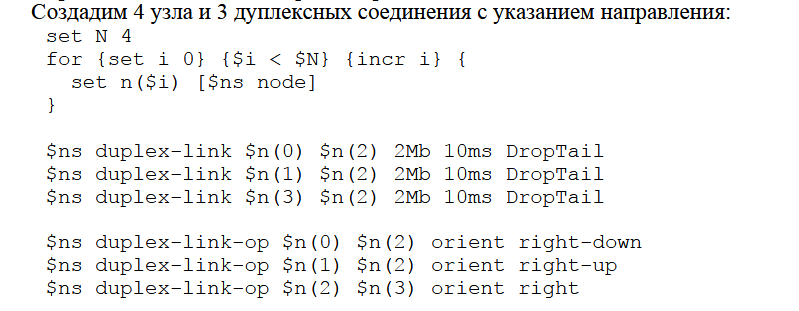 Создадим 4 узла и 3 дуплексных соединения с указанием направления:
set N 4
for {set i 0} {$i < $N} {incr i} {
set n($i) [$ns node]
}
$ns duplex-link $n(0) $n(2) 2Mb 10ms DropTail
$ns duplex-link $n(1) $n(2) 2Mb 10ms DropTail
$ns duplex-link $n(3) $n(2) 2Mb 10ms DropTail
$ns duplex-link-op $n(0) $n(2) orient right-down
$ns duplex-link-op $n(1) $n(2) orient right-up
$ns duplex-link-op $n(2) $n(3) orient right